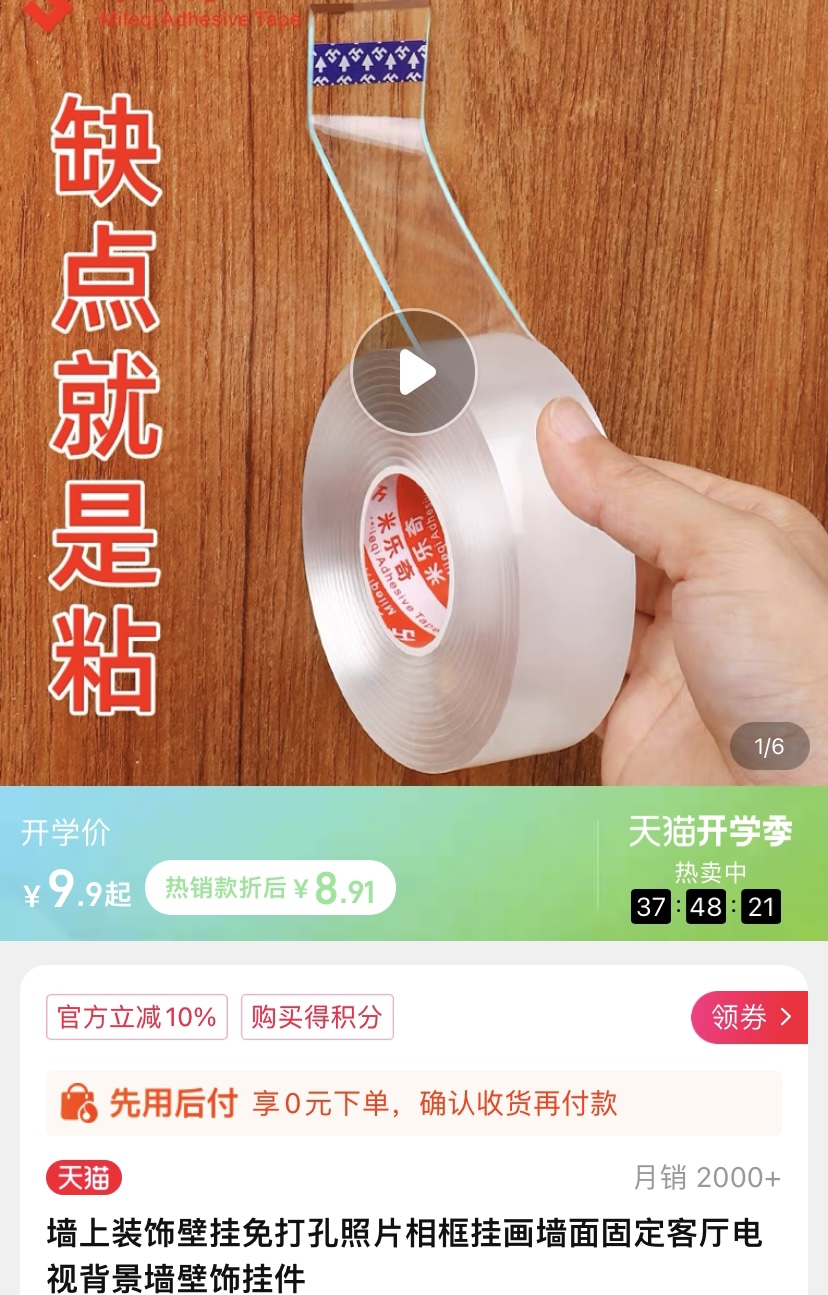 Mileqi Adhesive Tape
缺点就是粘
米乐奇
米乐奇
Mileqi Adhesive Tape
1/6
开学价
天猫开学季
¥9.9起
热销款折后¥8.91
热卖中
37:48:21
官方立减10%
购买得积分
领券 >
先用后付 享0元下单，确认收货再付款
天猫
月销 2000+
墙上装饰壁挂免打孔照片相框挂画墙面固定客厅电
视背景墙壁饰挂件